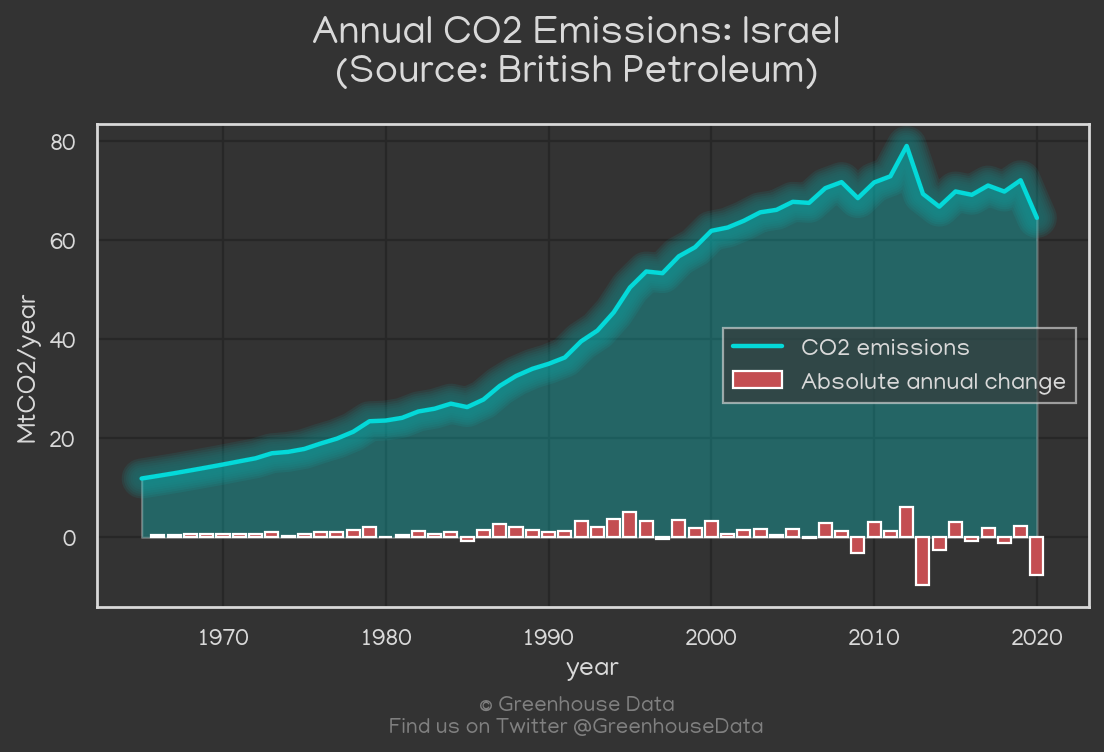 Annual CO2 Emissions: Israel
(Source: British Petroleum)
80
60
40
20
0
MtCO2/year
CO2 emissions
Absolute annual change
1970 1980 1990 2000 2010 2020
year
© Greenhouse Data
Find us on Twitter @GreenhouseData